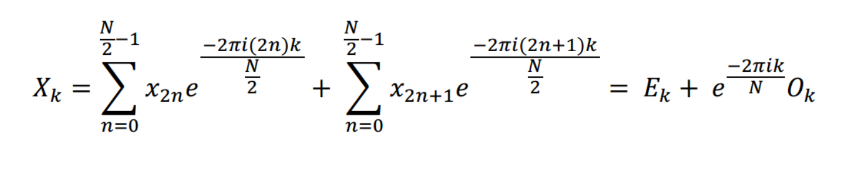 X_k = \sum_{n=0}^{\frac{N}{2}-1} x_{2n} e^{\frac{-2\pi i(2n)k}{\frac{N}{2}}} + \sum_{n=0}^{\frac{N}{2}-1} x_{2n+1} e^{\frac{-2\pi i(2n+1)k}{\frac{N}{2}}} = E_k + e^{\frac{-2\pi ik}{N}} O_k